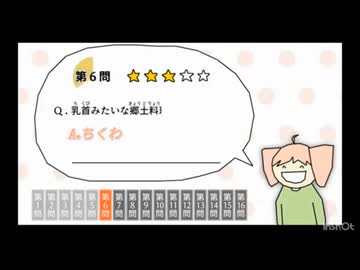 第6問 ★★★☆☆
Q.乳首みたいな郷土料
A.ちくわ
第1問 第2問 第3問 第4問 第5問 第6問 第7問 第8問 第9問 第10問 第11問 第12問 第13問 第14問 第15問 第16問
InShOt